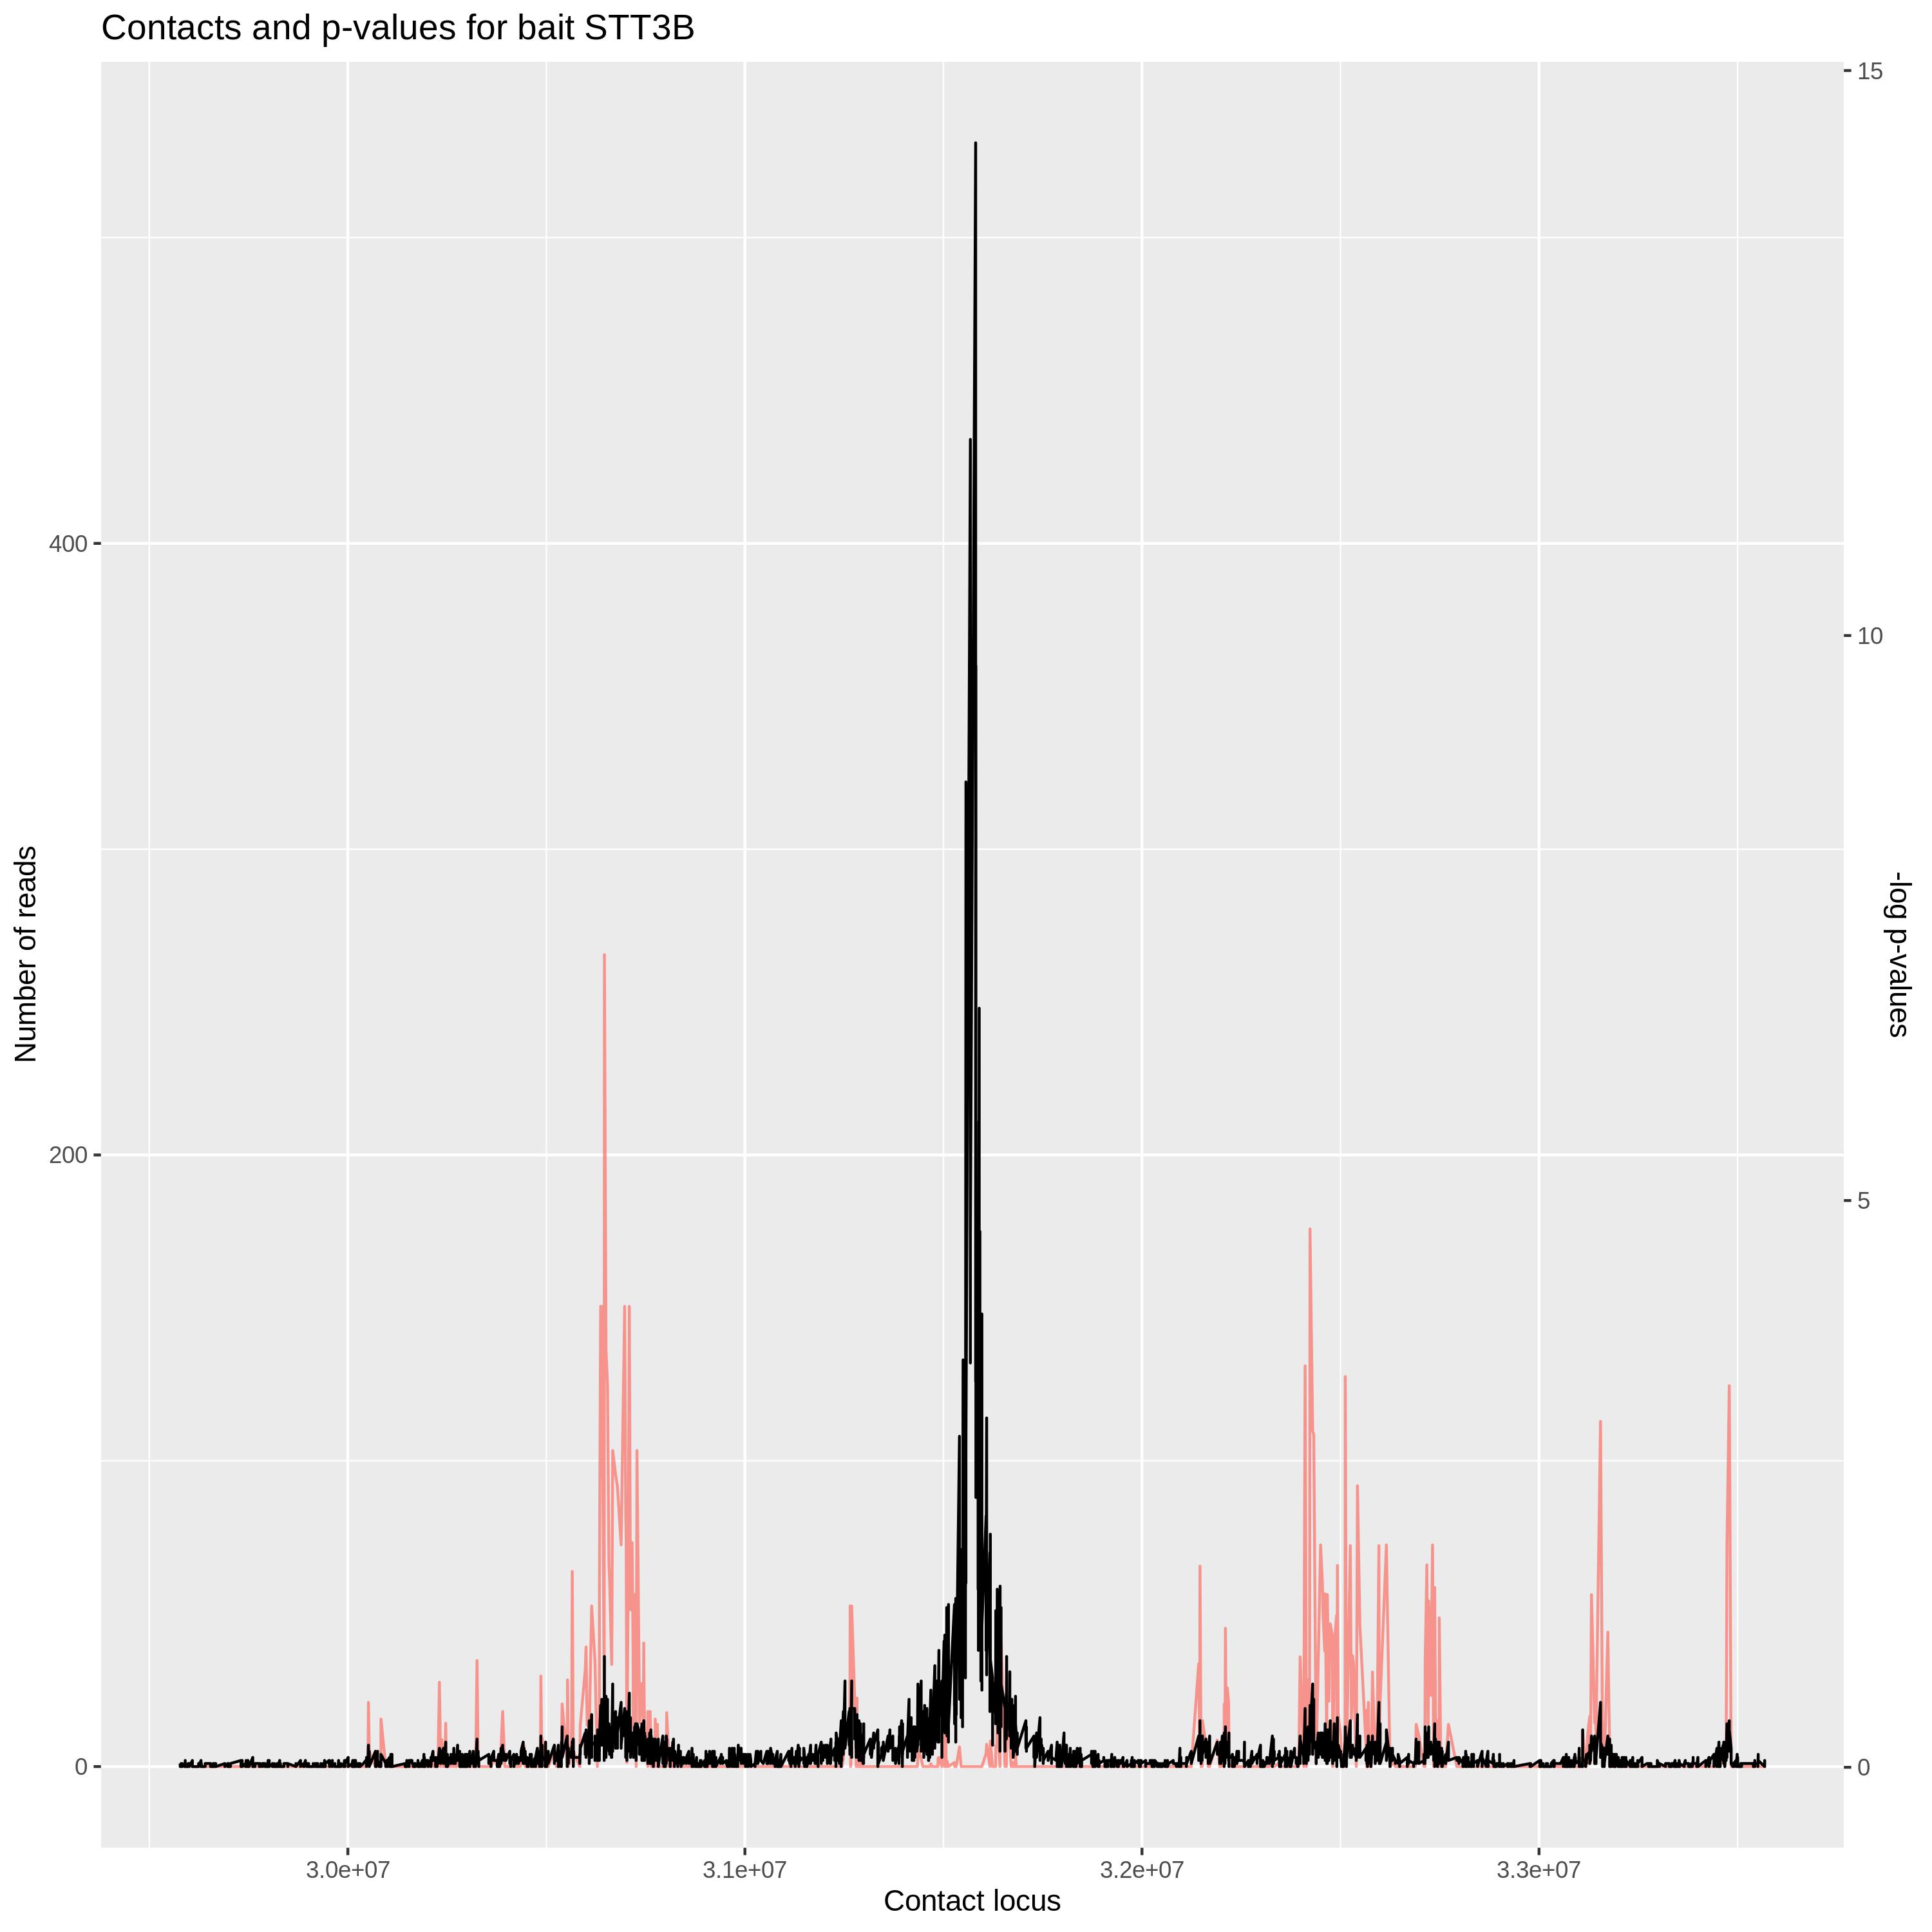 Contacts and p-values for bait STT3B
15
400
10
Number of reads
-log p-values
200
5
0
0
3.0e+07
3.1e+07
3.2e+07
3.3e+07
Contact locus